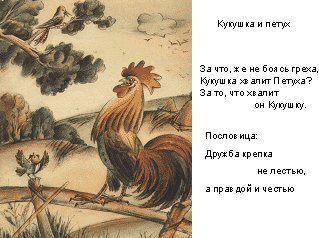 Кукушка и петух
За что, же не боясь греха,
Кукушка хвалит Петуха?
За то, что хвалит
он Кукушку.
Пословица:
Дружба крепка
не лестью,
а правдой и честью